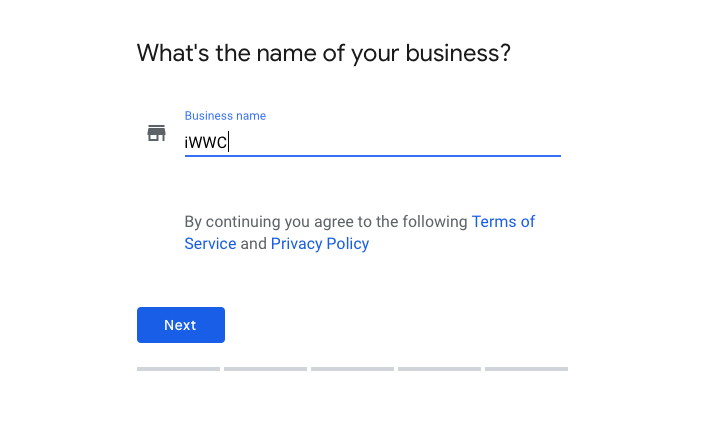 What's the name of your business?
Business name
iWWC
By continuing you agree to the following Terms of
Service and Privacy Policy
Next